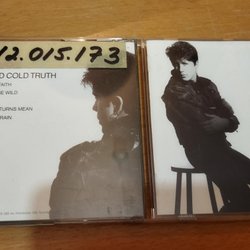 12.015.173
D COLD TRUTH
FAITH
E WILD
TURNS MEAN
RAIN